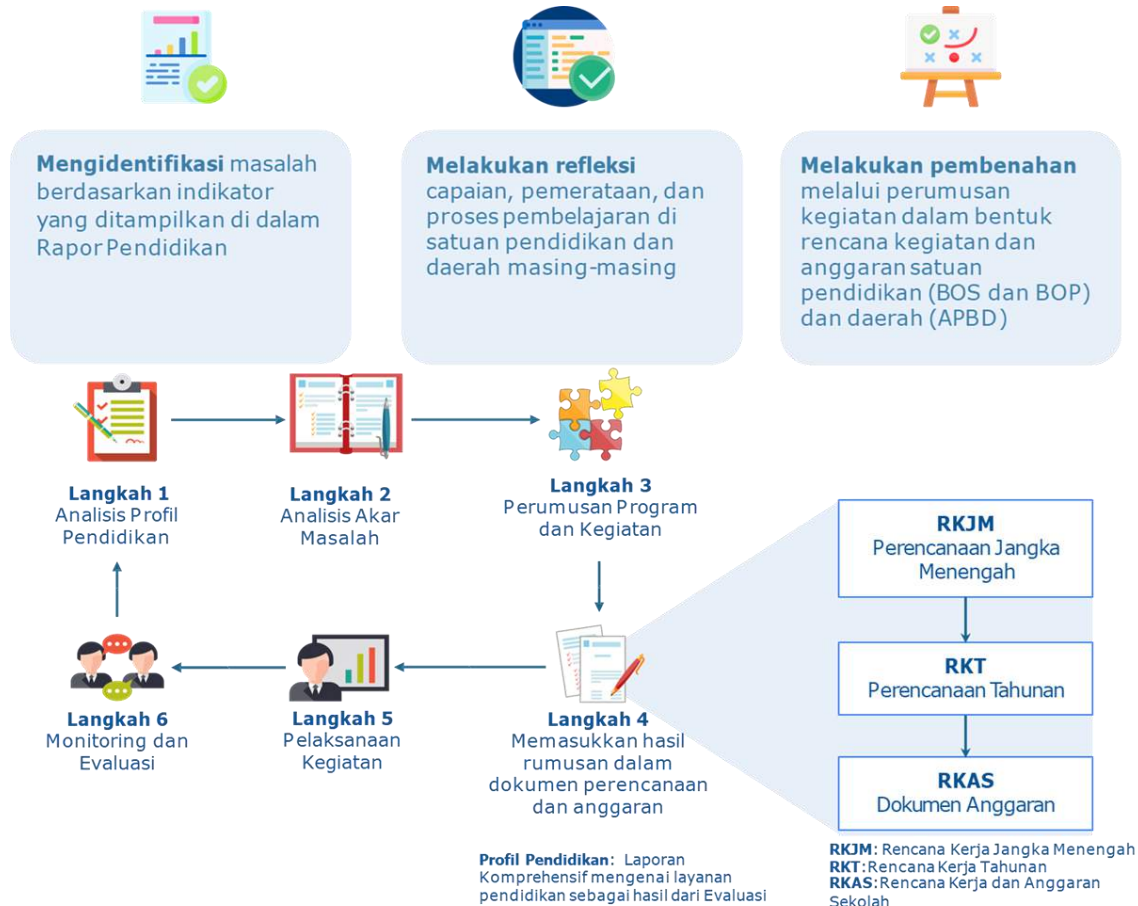 Mengidentifikasi masalah
berdasarkan indikator
yang ditampilkan di dalam
Rapor Pendidikan
Melakukan refleksi
capaian, pemerataan, dan
proses pembelajaran di
satuan pendidikan dan
daerah masing-masing
Melakukan pembenahan
melalui perumusan
kegiatan dalam bentuk
rencana kegiatan dan
anggaran satuan
pendidikan (BOS dan BOP)
dan daerah (APBD)
Langkah 1
Analisis Profil
Pendidikan
Langkah 2
Analisis Akar
Masalah
Langkah 3
Perumusan Program
dan Kegiatan
Langkah 4
Memasukkan hasil
rumusan dalam
dokumen perencanaan
dan anggaran
Langkah 5
Pelaksanaan
Kegiatan
Langkah 6
Monitoring dan
Evaluasi
RKJM
Perencanaan Jangka
Menengah
RKT
Perencanaan Tahunan
RKAS
Dokumen Anggaran
Profil Pendidikan: Laporan
Komprehensif mengenai layanan
pendidikan sebagai hasil dari Evaluasi
RKJM: Rencana Kerja Jangka Menengah
RKT:Rencana Kerja Tahunan
RKAS:Rencana Kerja dan Anggaran
Sekolah